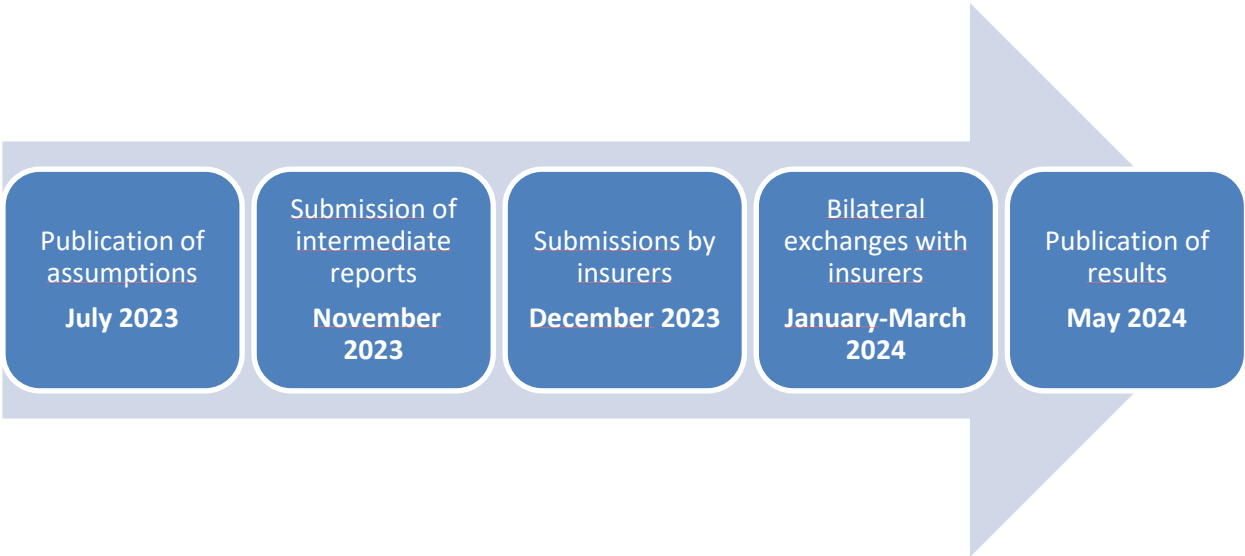 Publication of
assumptions
July 2023
Submission of
intermediate
reports
November
2023
Submissions by
insurers
December 2023
Bilateral
exchanges with
insurers
January-March
2024
Publication of
results
May 2024